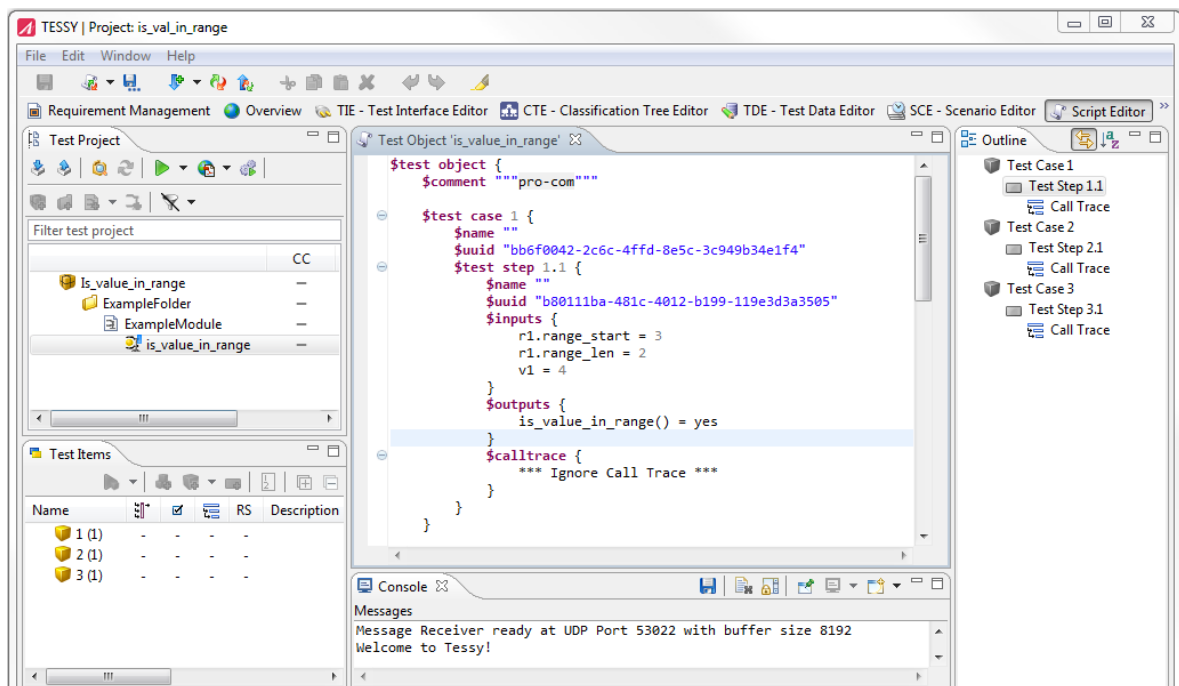 TESSY | Project: is_val_in_range
File Edit Window Help
Requirement Management Overview TIE - Test Interface Editor CTE - Classification Tree Editor TDE - Test Data Editor SCE - Scenario Editor Script Editor »
Test Project
Filter test project
CC
Is_value_in_range –
ExampleFolder –
ExampleModule –
is_value_in_range –
Test Items
Name RS Description
1 (1) - - - -
2 (1) - - - -
3 (1) - - - -
Test Object 'is_value_in_range'
$test object {
$comment """pro-com"""
$test case 1 {
$name ""
$uuid "bb6f0042-2c6c-4ffd-8e5c-3c949b34e1f4"
$test step 1.1 {
$name ""
$uuid "b80111ba-481c-4012-b199-119e3d3a3505"
$inputs {
r1.range_start = 3
r1.range_len = 2
v1 = 4
}
$outputs {
is_value_in_range() = yes
}
$calltrace {
*** Ignore Call Trace ***
}
}
}
Console
Messages
Message Receiver ready at UDP Port 53022 with buffer size 8192
Welcome to Tessy!
Outline
Test Case 1
Test Step 1.1
Call Trace
Test Case 2
Test Step 2.1
Call Trace
Test Case 3
Test Step 3.1
Call Trace